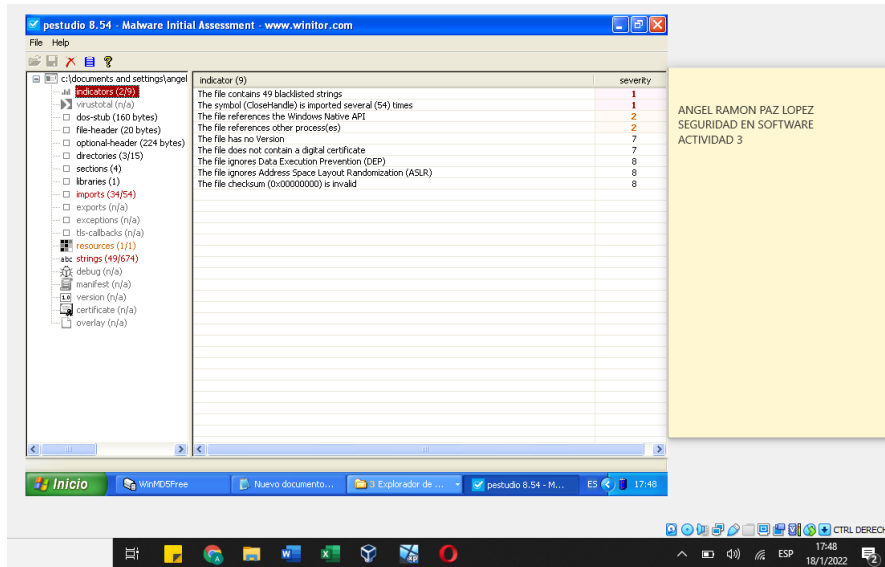 pestudio 8.54 - Malware Initial Assessment - www.winitor.com
File Help
c:\documents and settings\angel
indicators (2/9)
virustotal (n/a)
dos-stub (160 bytes)
file-header (20 bytes)
optional-header (224 bytes)
directories (3/15)
sections (4)
libraries (1)
imports (34/54)
exports (n/a)
exceptions (n/a)
tls-callbacks (n/a)
resources (1/1)
abc strings (49/674)
debug (n/a)
manifest (n/a)
1.0 version (n/a)
certificate (n/a)
overlay (n/a)
indicator (9) severity
The file contains 49 blacklisted strings 1
The symbol (CloseHandle) is imported several (54) times 1
The file references the Windows Native API 2
The file references other process(es) 2
The file has no Version 7
The file does not contain a digital certificate 7
The file ignores Data Execution Prevention (DEP) 8
The file ignores Address Space Layout Randomization (ASLR) 8
The file checksum (0x00000000) is invalid 8
ANGEL RAMON PAZ LOPEZ
SEGURIDAD EN SOFTWARE
ACTIVIDAD 3
Inicio WinMD5Free Nuevo documento... 3 Explorador de ... pestudio 8.54 - M... ES 17:48
CTRL DERECH
ESP 17:48
18/1/2022
2